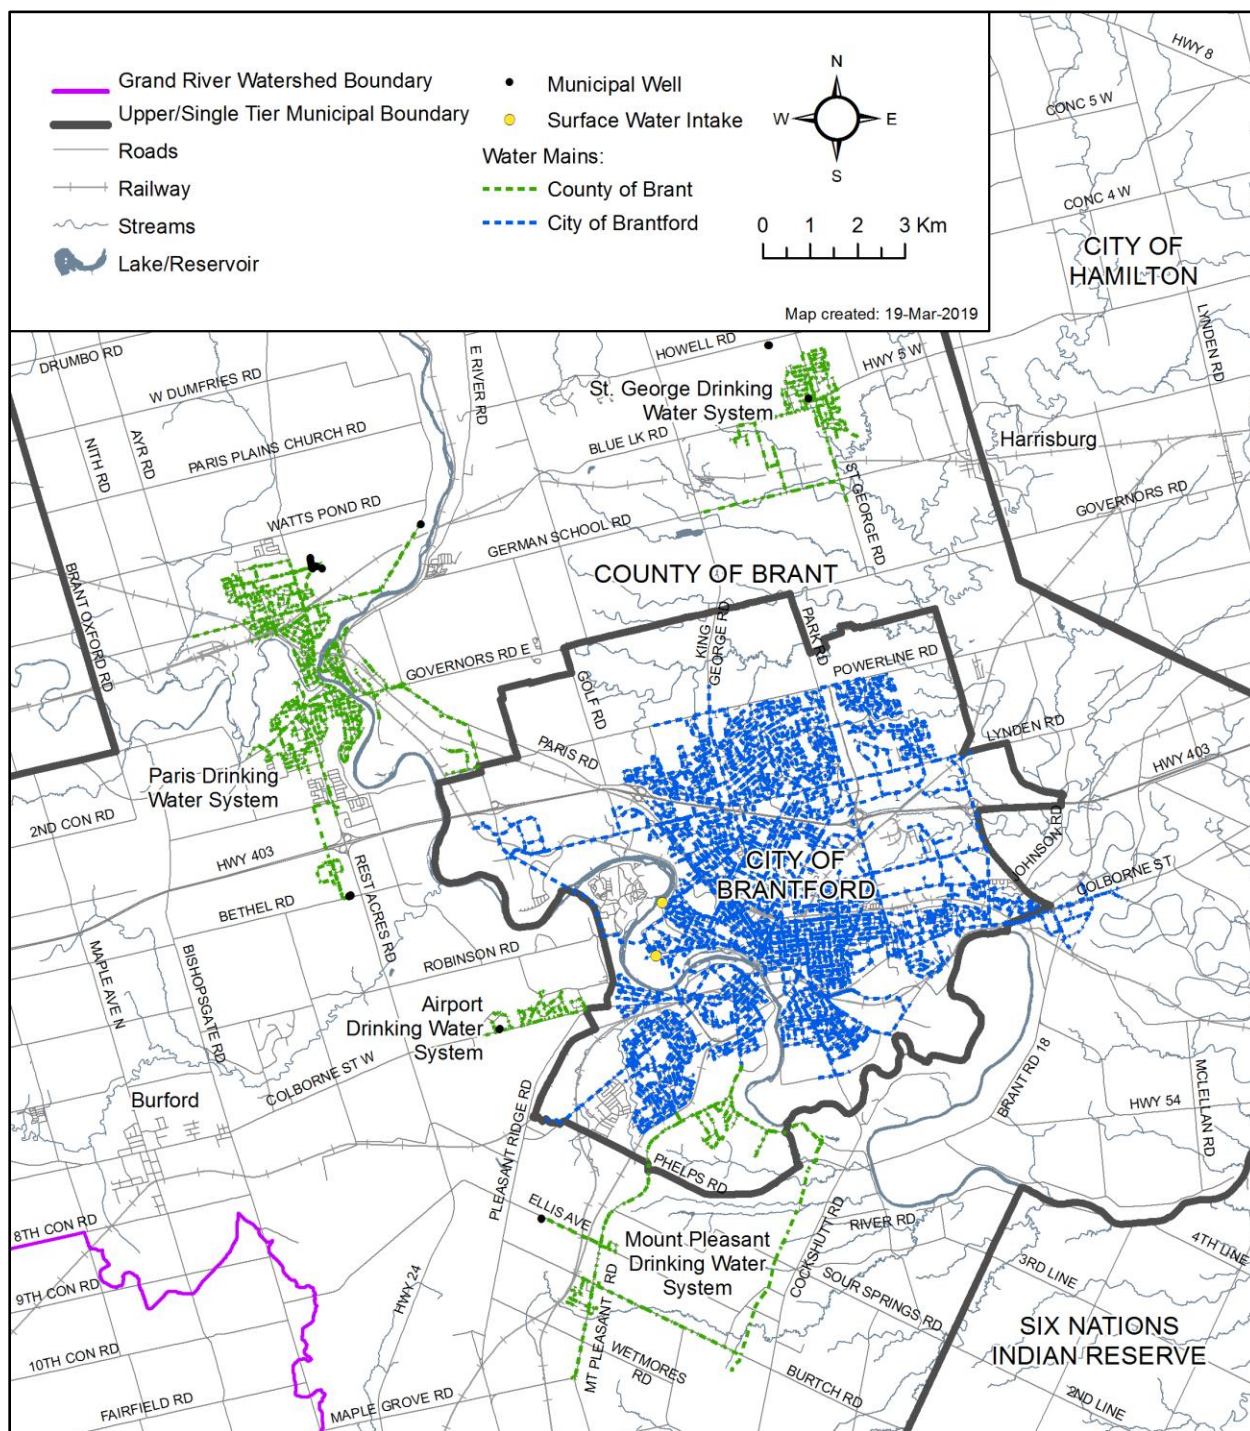 Grand River Watershed Boundary
Upper/Single Tier Municipal Boundary
Roads
Railway
Streams
Lake/Reservoir
Municipal Well
Surface Water Intake
Water Mains:
County of Brant
City of Brantford
N
W
E
S
0 1 2 3 Km
Map created: 19-Mar-2019
HWY 8
CONC 5 W
CONC 4 W
CITY OF
HAMILTON
LYNDEN RD
DRUMBO RD
W DUMFRIES RD
E RIVER RD
HOWELL RD
HWY 5 W
St. George Drinking
Water System
NITH RD
AYR RD
PARIS PLAINS CHURCH RD
BLUE LK RD
Harrisburg
ST GEORGE RD
GOVERNORS RD
WATTS POND RD
GERMAN SCHOOL RD
BRANT OXFORD RD
COUNTY OF BRANT
KING
GEORGE RD
PARK RD
GOVERNORS RD E
GOLF RD
POWERLINE RD
LYNDEN RD
HWY 403
PARIS RD
Paris Drinking
Water System
2ND CON RD
HWY 403
JOHNSON RD
COLBORNE ST
CITY OF
BRANTFORD
REST ACRES RD
BETHEL RD
MAPLE AVE N
BISHOPSGATE RD
ROBINSON RD
Airport
Drinking Water
System
COLBORNE ST W
Burford
BRANT RD 18
MCLELLAN RD
HWY 54
PLEASANT RIDGE RD
PHELPS RD
ELLIS AVE
COCKSHUTT RD
RIVER RD
8TH CON RD
Mount Pleasant
Drinking Water
System
4TH LINE
3RD LINE
9TH CON RD
HWY 24
SOUR SPRINGS RD
MT PLEASANT RD
SIX NATIONS
INDIAN RESERVE
10TH CON RD
WETMORES
RD
BURTCH RD
2ND LINE
FAIRFIELD RD
MAPLE GROVE RD